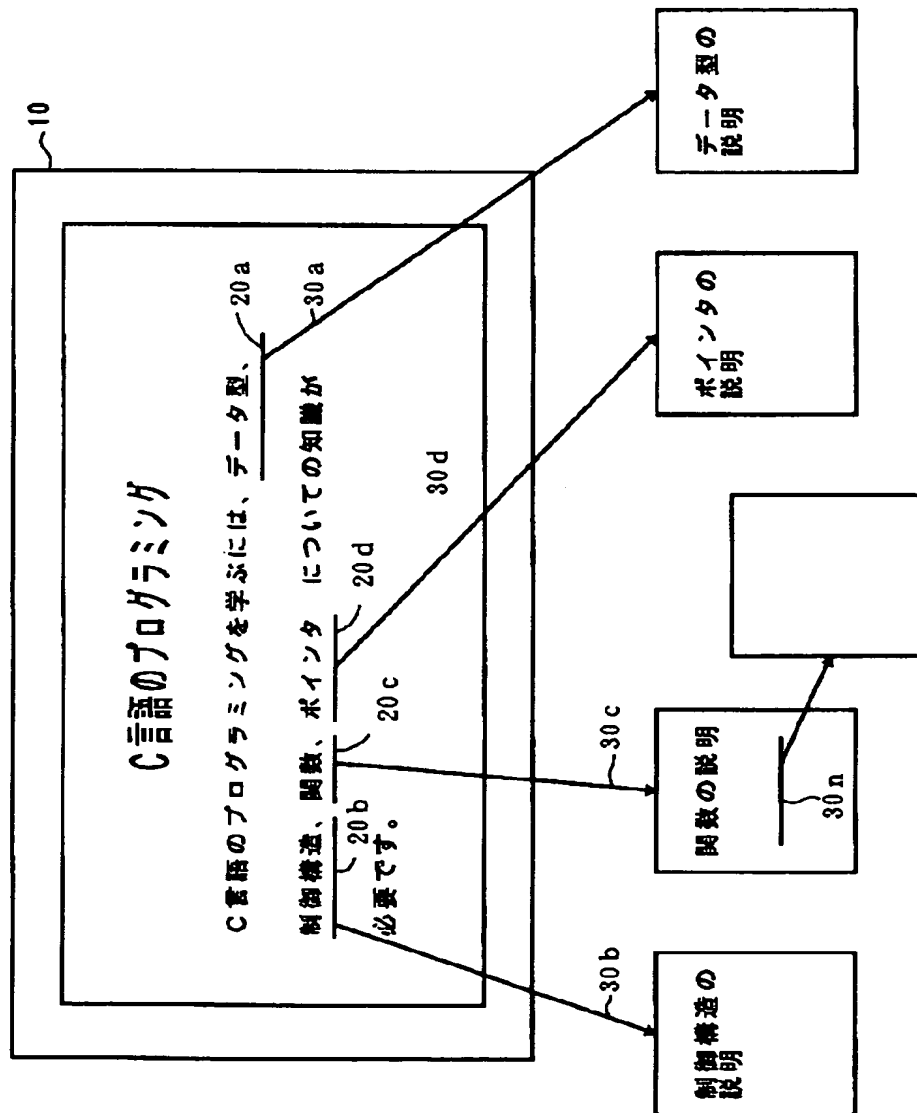 10
C言語のプログラミング
C言語のプログラミングを学ぶには、データ型、
20a
30a
制御構造、関数、ポインタ についての知識が
20b
20c
20d
30d
必要です。
30b
30c
制御構造の
説明
関数の説明
30n
ポインタの
説明
データ型の
説明